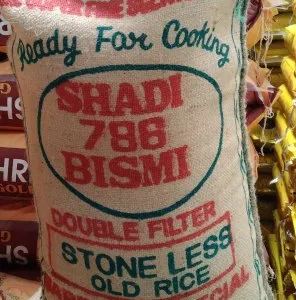 Ready For Cooking
SHADI
786
BISMI
DOUBLE FILTER
STONE LESS
OLD RICE